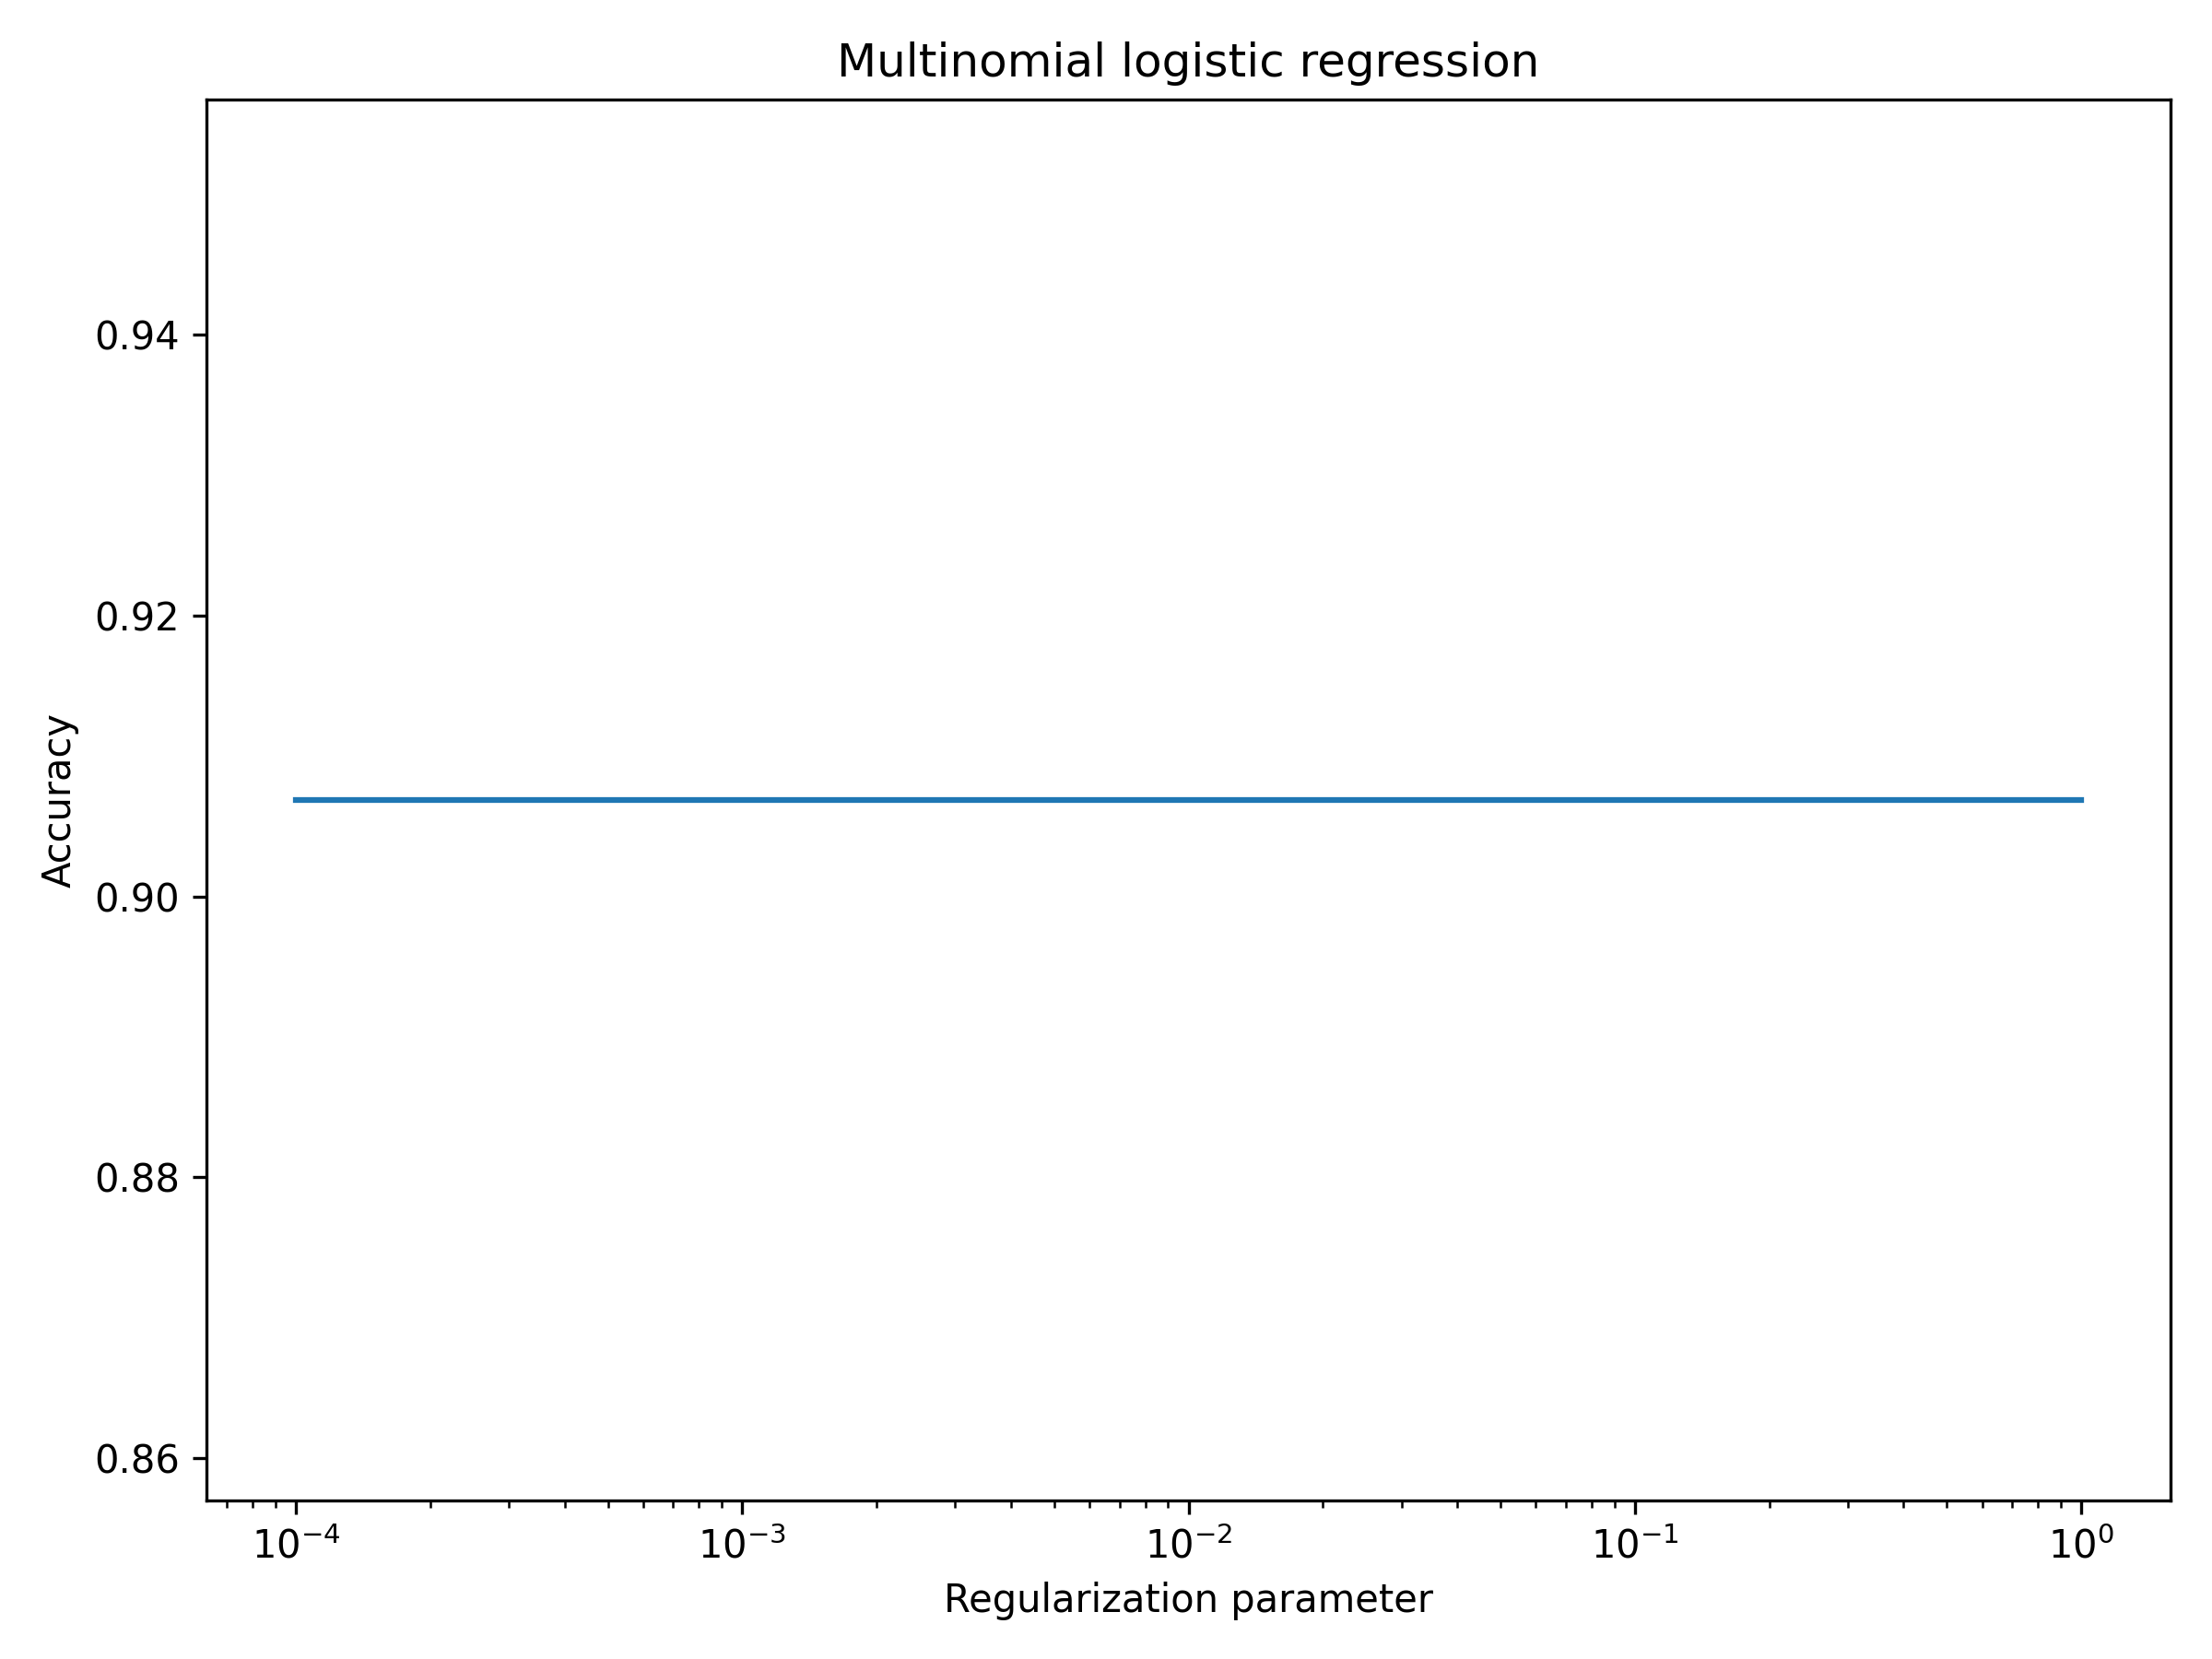 Multinomial logistic regression
Accuracy
0.94
0.92
0.90
0.88
0.86
10⁻⁴ 10⁻³ 10⁻² 10⁻¹ 10⁰
Regularization parameter